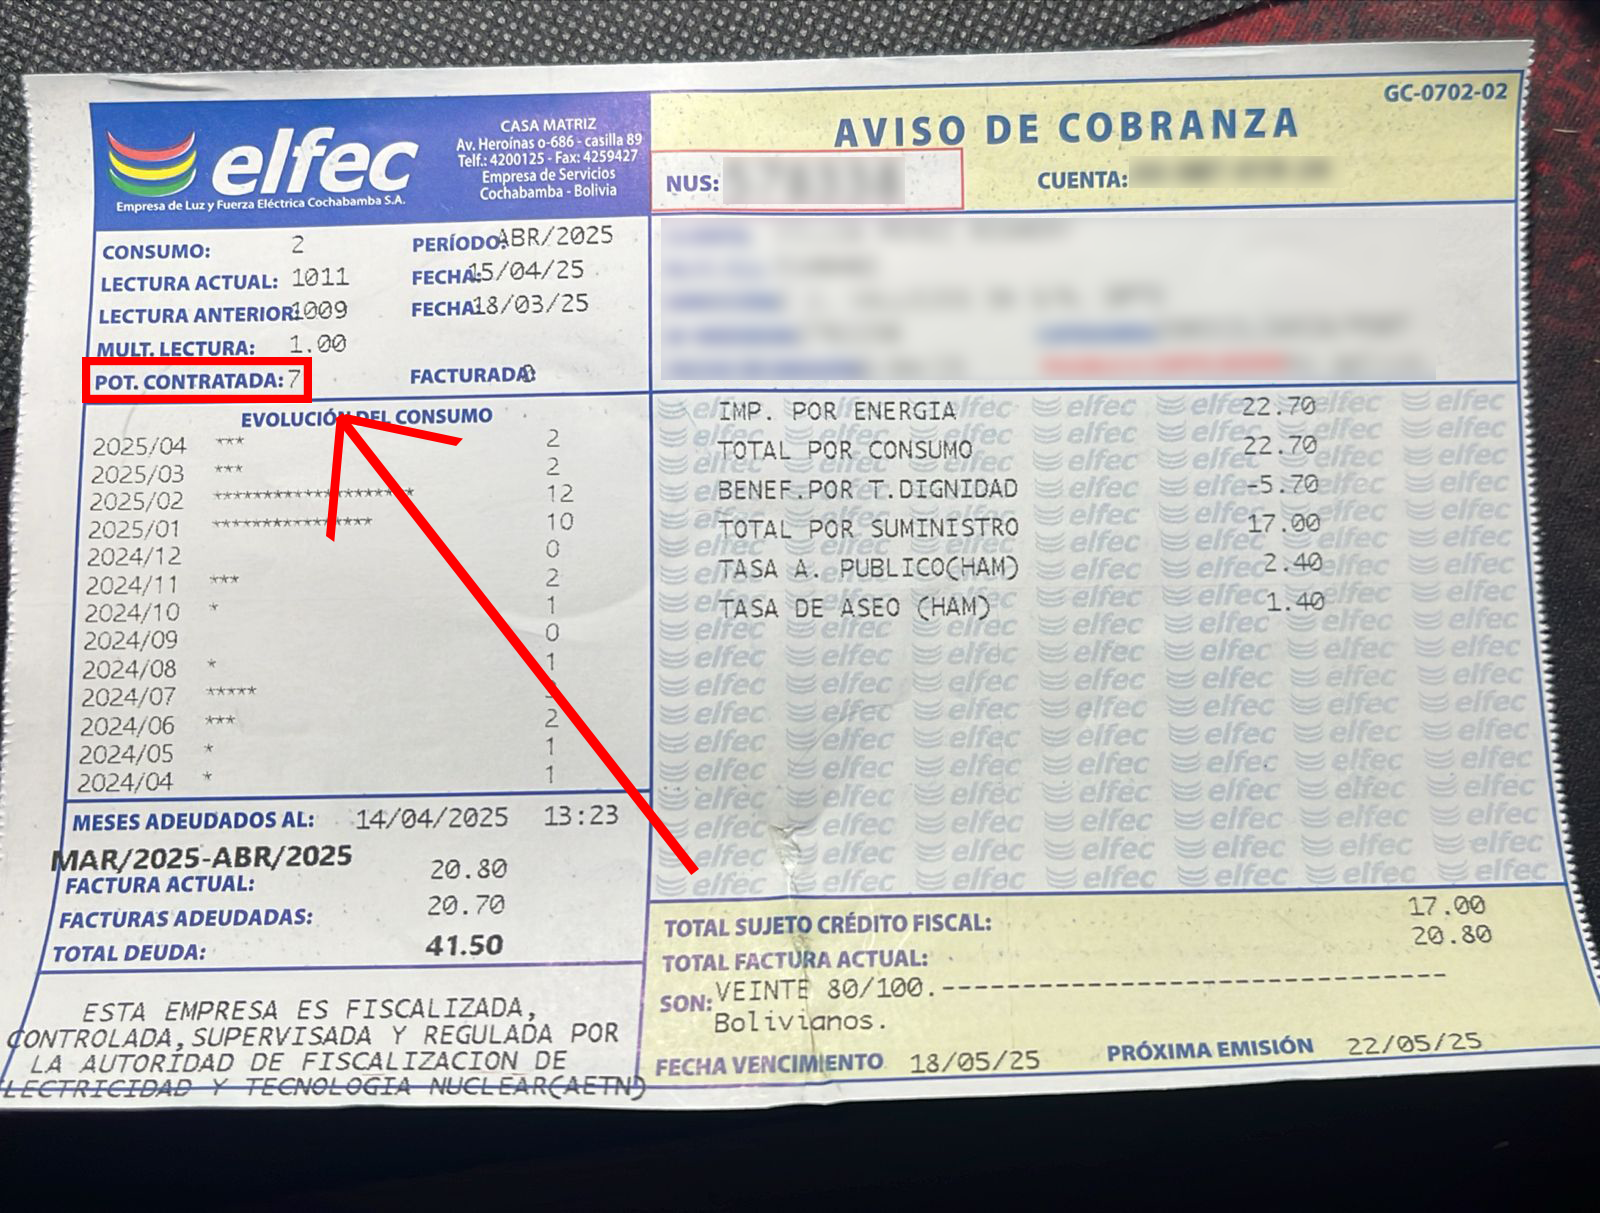 GC-0702-02
elfec
Empresa de Luz y Fuerza Eléctrica Cochabamba S.A.
CASA MATRIZ
Av. Heroínas o-686 - casilla 89
Telf.: 4200125 - Fax: 4259427
Empresa de Servicios
Cochabamba - Bolivia
AVISO DE COBRANZA
NUS:
CUENTA:
CONSUMO: 2 PERÍODO: ABR/2025
LECTURA ACTUAL: 1011 FECHA: 15/04/25
LECTURA ANTERIOR: 1009 FECHA: 18/03/25
MULT. LECTURA: 1.00
POT. CONTRATADA: 7 FACTURADA: 0
EVOLUCIÓN DEL CONSUMO
2025/04 *** 2
2025/03 *** 2
2025/02 ******************** 12
2025/01 **************** 10
2024/12 0
2024/11 *** 2
2024/10 * 1
2024/09 0
2024/08 * 1
2024/07 *****
2024/06 *** 2
2024/05 * 1
2024/04 * 1
MESES ADEUDADOS AL: 14/04/2025 13:23
MAR/2025-ABR/2025
FACTURA ACTUAL: 20.80
FACTURAS ADEUDADAS: 20.70
TOTAL DEUDA: 41.50
ESTA EMPRESA ES FISCALIZADA,
CONTROLADA,SUPERVISADA Y REGULADA POR
LA AUTORIDAD DE FISCALIZACION DE
LECTRICIDAD Y TECNOLOGIA NUCLEAR(AETN)
IMP. POR ENERGIA 22.70
TOTAL POR CONSUMO 22.70
BENEF.POR T.DIGNIDAD -5.70
TOTAL POR SUMINISTRO 17.00
TASA A. PUBLICO(HAM) 2.40
TASA DE ASEO (HAM) 1.40
TOTAL SUJETO CRÉDITO FISCAL: 17.00
TOTAL FACTURA ACTUAL: 20.80
SON: VEINTE 80/100.--------------------------------
Bolivianos.
FECHA VENCIMIENTO 18/05/25 PRÓXIMA EMISIÓN 22/05/25